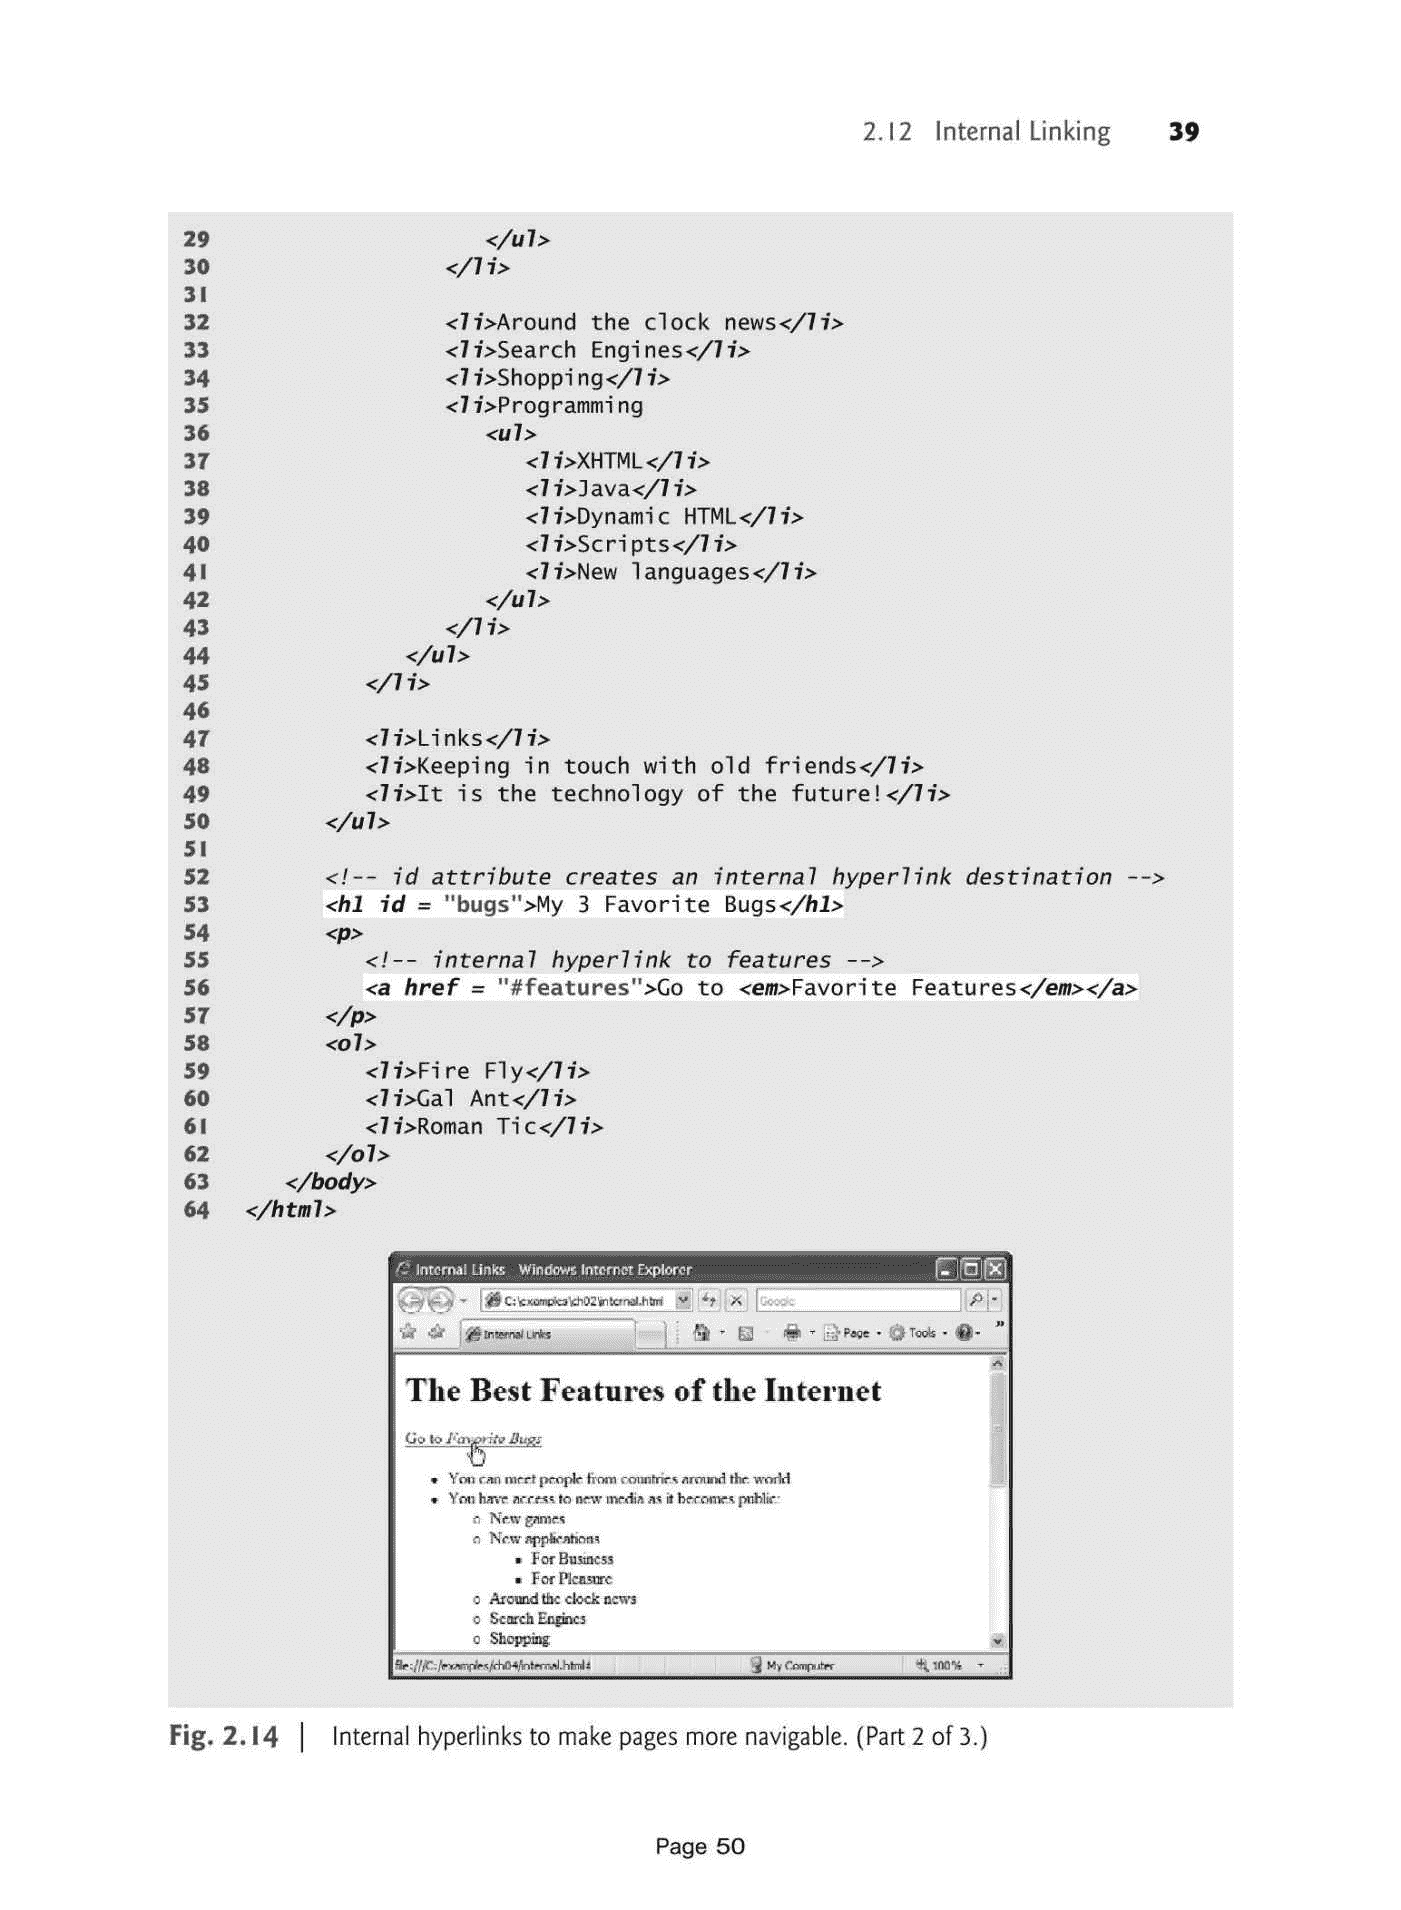 2.12 Internal Linking 39
29 </ul>
30 </li>
31
32 <li>Around the clock news</li>
33 <li>Search Engines</li>
34 <li>Shopping</li>
35 <li>Programming
36 <ul>
37 <li>XHTML</li>
38 <li>Java</li>
39 <li>Dynamic HTML</li>
40 <li>Scripts</li>
41 <li>New languages</li>
42 </ul>
43 </li>
44 </ul>
45 </li>
46
47 <li>Links</li>
48 <li>Keeping in touch with old friends</li>
49 <li>It is the technology of the future!</li>
50 </ul>
51
52 <!-- id attribute creates an internal hyperlink destination -->
53 <h1 id = "bugs">My 3 Favorite Bugs</h1>
54 <p>
55 <!-- internal hyperlink to features -->
56 <a href = "#features">Go to <em>Favorite Features</em></a>
57 </p>
58 <ol>
59 <li>Fire Fly</li>
60 <li>Gal Ant</li>
61 <li>Roman Tic</li>
62 </ol>
63 </body>
64 </html>
Internal Links Windows Internet Explorer
C:\examples\ch02\internal.html Google
Internal Links Page Tools »
The Best Features of the Internet
Go to Favorite Bugs
• You can meet people from countries around the world
• You have access to new media as it becomes public:
o New games
o New applications
▪ For Business
▪ For Pleasure
o Around the clock news
o Search Engines
o Shopping
file:///C:/examples/ch04/internal.html# My Computer 100%
Fig. 2.14 | Internal hyperlinks to make pages more navigable. (Part 2 of 3.)
Page 50